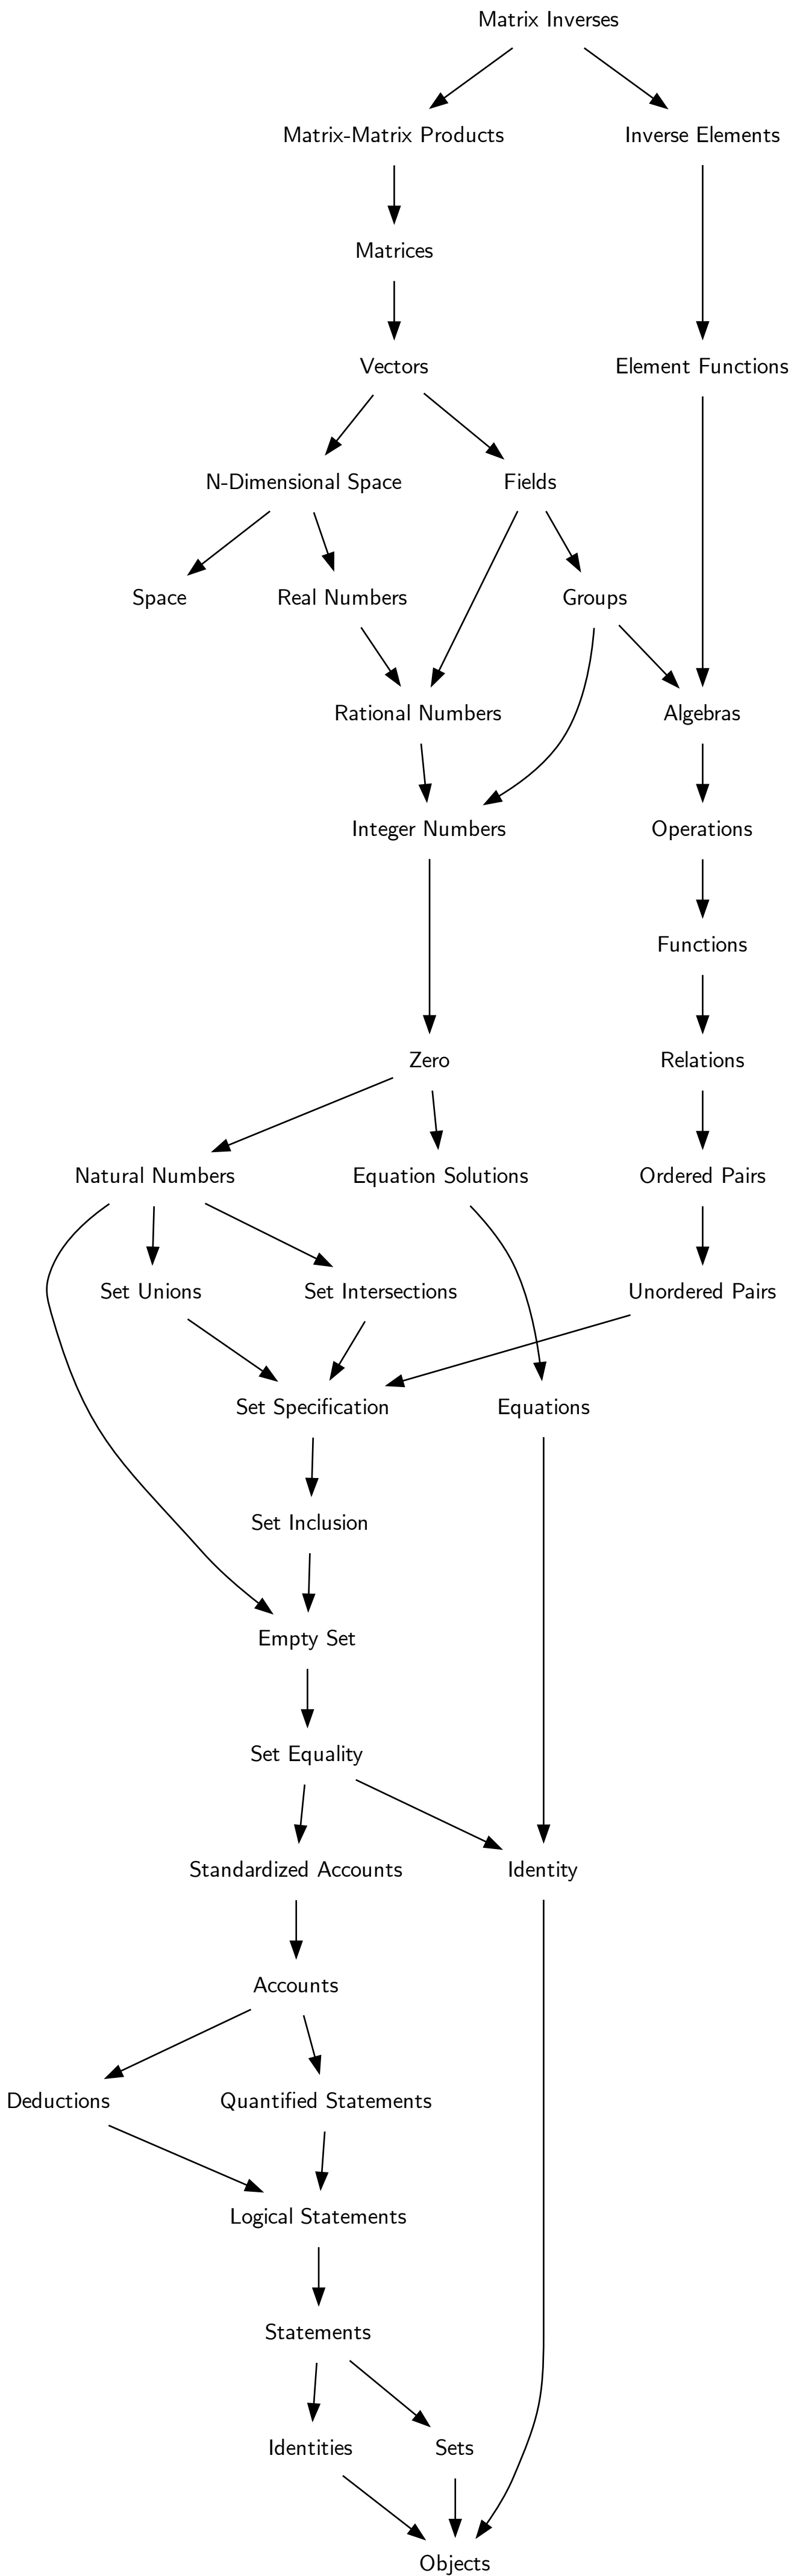 Matrix Inverses
Matrix-Matrix Products
Inverse Elements
Matrices
Vectors
Element Functions
N-Dimensional Space
Fields
Space
Real Numbers
Groups
Rational Numbers
Algebras
Integer Numbers
Operations
Functions
Zero
Relations
Natural Numbers
Equation Solutions
Ordered Pairs
Set Unions
Set Intersections
Unordered Pairs
Set Specification
Equations
Set Inclusion
Empty Set
Set Equality
Standardized Accounts
Identity
Accounts
Deductions
Quantified Statements
Logical Statements
Statements
Identities
Sets
Objects